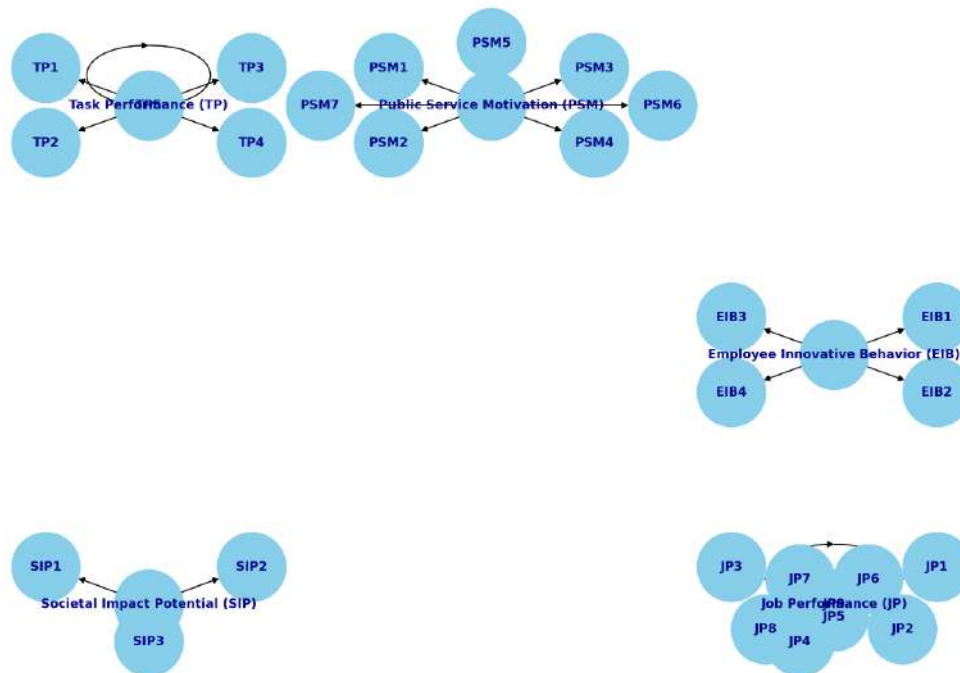 PSM5
TP1
TP3
PSM1
PSM3
Task Performance (TP)
PSM7
Public Service Motivation (PSM)
PSM6
TP2
TP4
PSM2
PSM4
EIB3
EIB1
Employee Innovative Behavior (EIB)
EIB4
EIB2
SIP1
SIP2
Societal Impact Potential (SIP)
SIP3
JP3
JP7
JP6
JP1
Job Performance (JP)
JP5
JP8
JP2
JP4